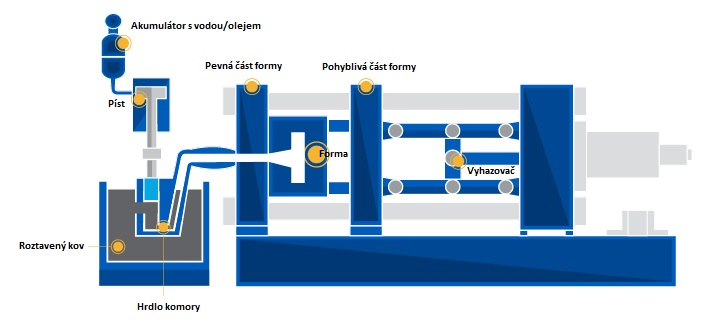 Akumulátor s vodou/olejem
Pevná část formy
Pohyblivá část formy
Píst
Forma
Vyhazovač
Roztavený kov
Hrdlo komory